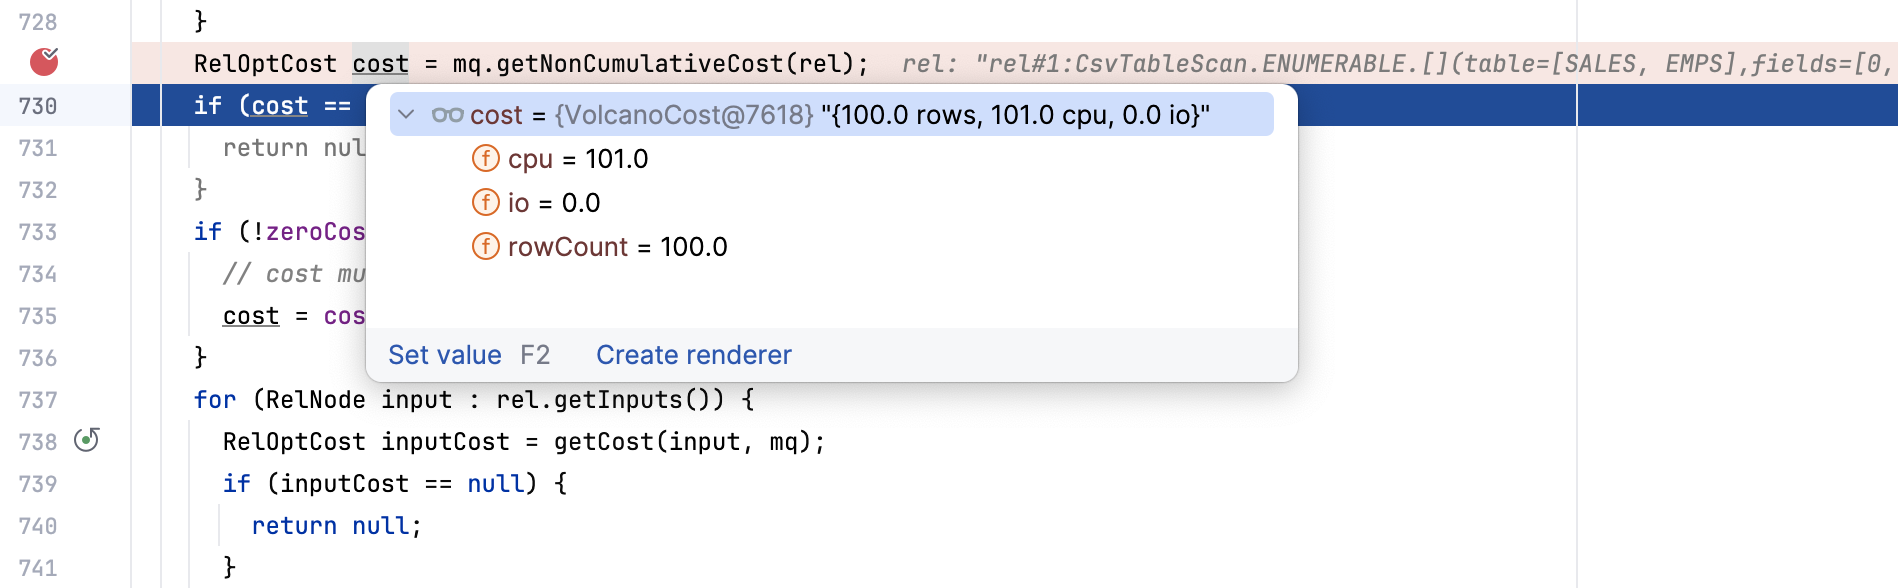 728 }
RelOptCost cost = mq.getNonCumulativeCost(rel); rel: "rel#1:CsvTableScan.ENUMERABLE.[](table=[SALES, EMPS],fields=[0,
730 if (cost ==
cost = {VolcanoCost@7618} "{100.0 rows, 101.0 cpu, 0.0 io}"
731 return nul
f cpu = 101.0
732 }
f io = 0.0
733 if (!zeroCos
f rowCount = 100.0
734 // cost mu
735 cost = cos
736 }
Set value F2 Create renderer
737 for (RelNode input : rel.getInputs()) {
738 RelOptCost inputCost = getCost(input, mq);
739 if (inputCost == null) {
740 return null;
741 }